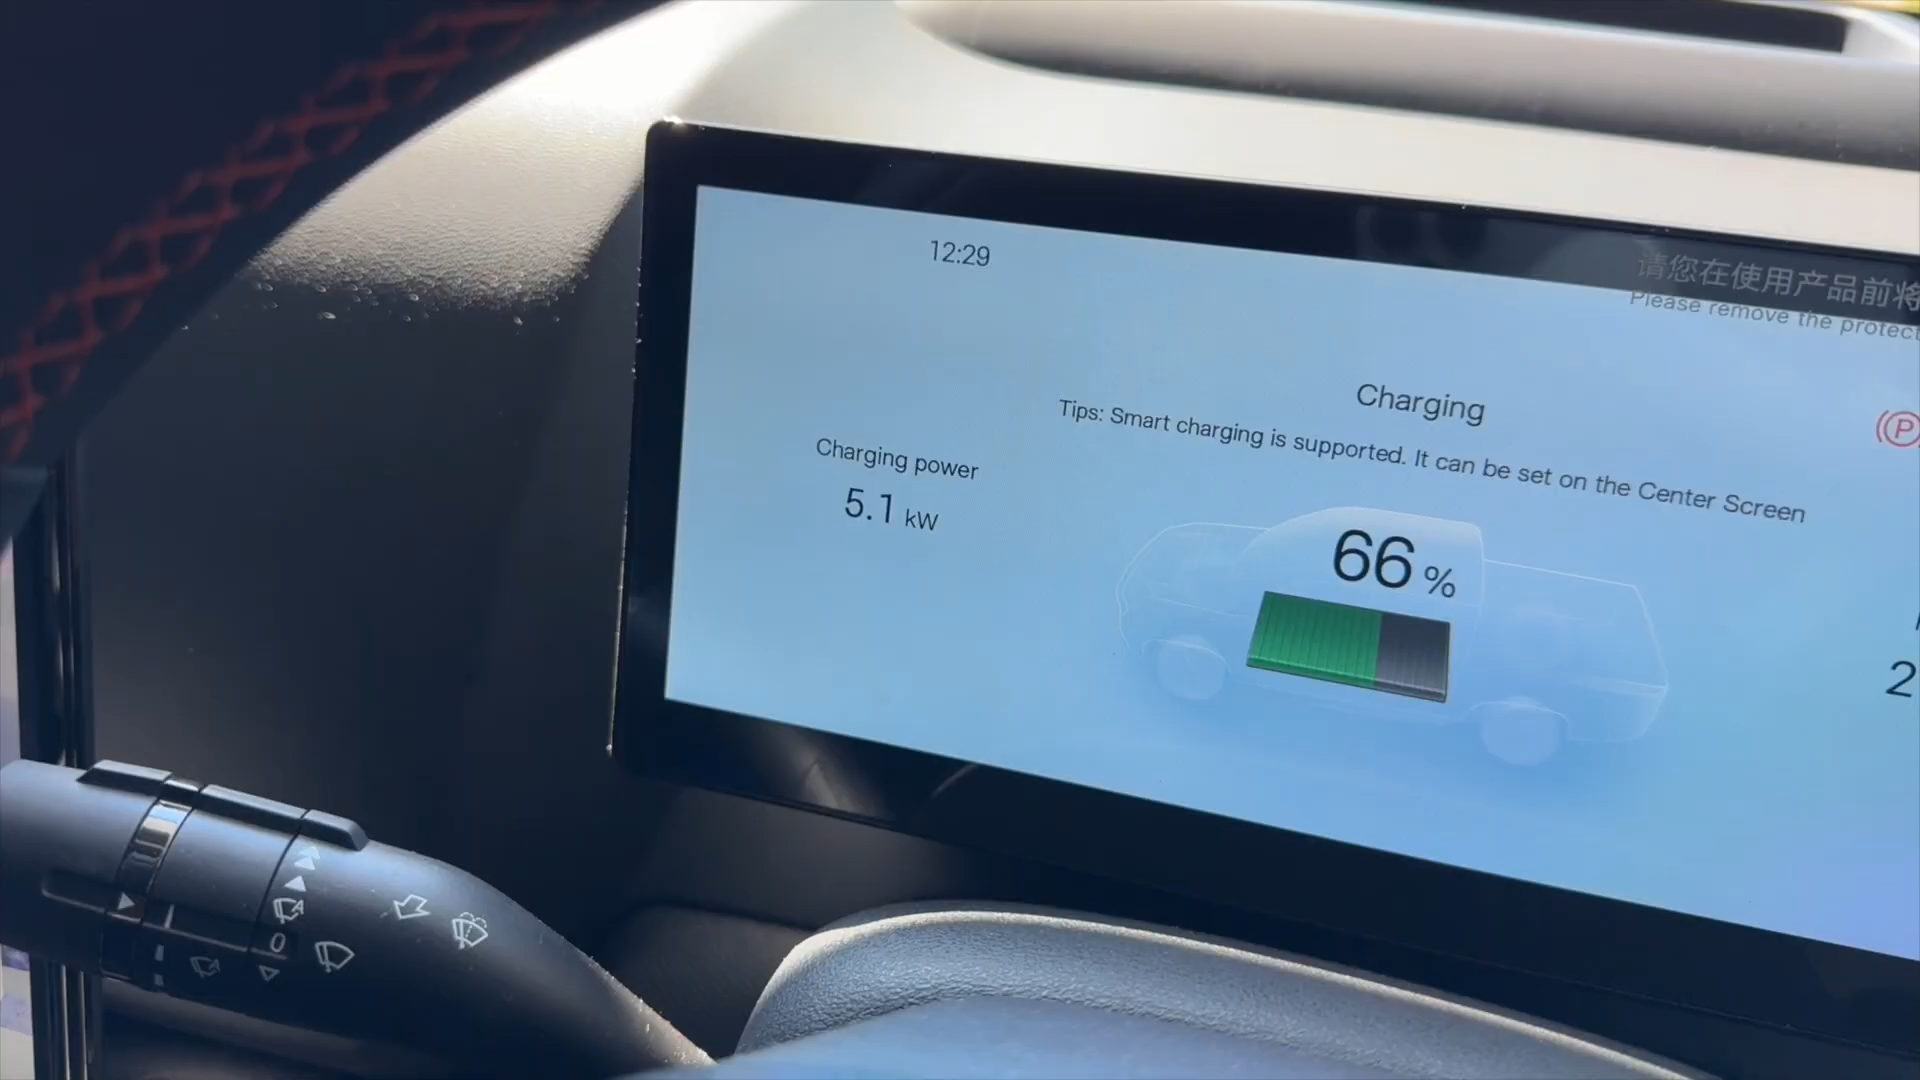 12:29
请您在使用产品前将
Please remove the protect
Charging
Tips: Smart charging is supported. It can be set on the Center Screen
Charging power
5.1 kW
66 %
P
2
A
0